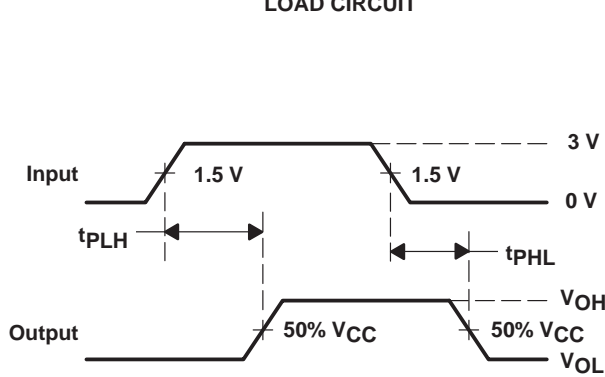 LOAD CIRCUIT
3 V
Input 1.5 V 1.5 V
0 V
tPLH tPHL
VOH
Output 50% VCC 50% VCC
VOL